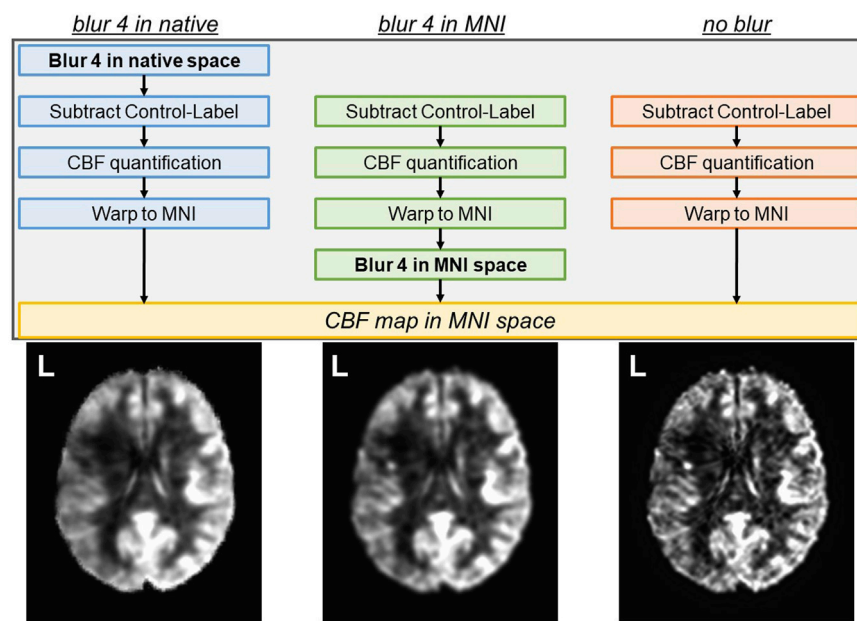 blur 4 in native
blur 4 in MNI
no blur
Blur 4 in native space
Subtract Control-Label
CBF quantification
Warp to MNI
Subtract Control-Label
CBF quantification
Warp to MNI
Blur 4 in MNI space
Subtract Control-Label
CBF quantification
Warp to MNI
CBF map in MNI space
L
L
L